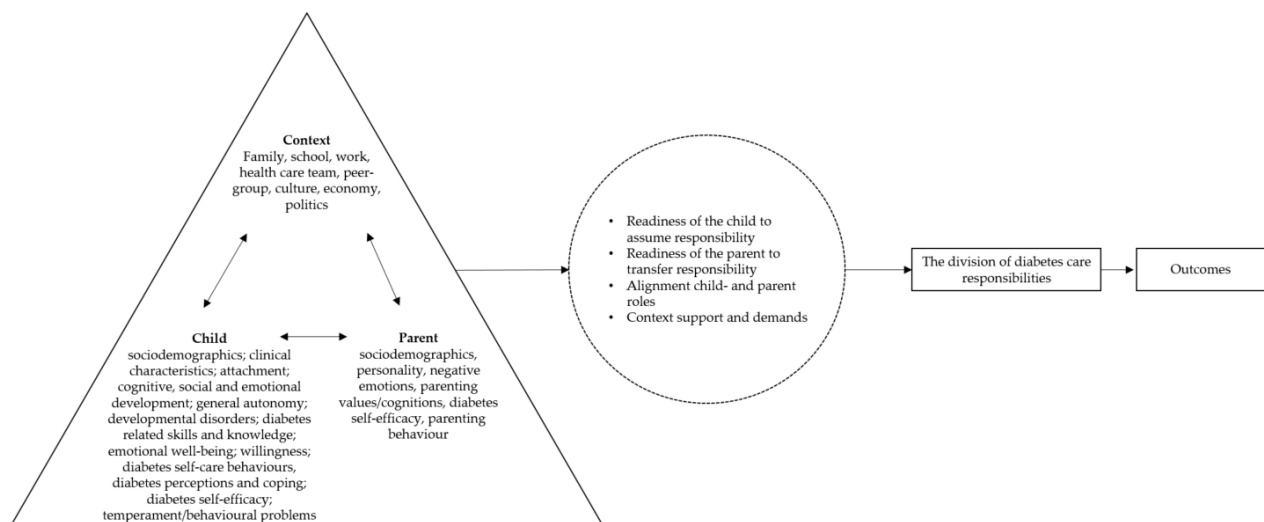 Context
Family, school, work,
health care team, peer-
group, culture, economy,
politics
Child
sociodemographics; clinical
characteristics; attachment;
cognitive, social and emotional
development; general autonomy;
developmental disorders; diabetes
related skills and knowledge;
emotional well-being; willingness;
diabetes self-care behaviours,
diabetes perceptions and coping;
diabetes self-efficacy;
temperament/behavioural problems
Parent
sociodemographics,
personality, negative
emotions, parenting
values/cognitions, diabetes
self-efficacy, parenting
behaviour
• Readiness of the child to
assume responsibility
• Readiness of the parent to
transfer responsibility
• Alignment child- and parent
roles
• Context support and demands
The division of diabetes care
responsibilities
Outcomes